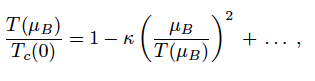 T(μ_B)/T_c(0) = 1 − κ (μ_B/T(μ_B))² + … ,